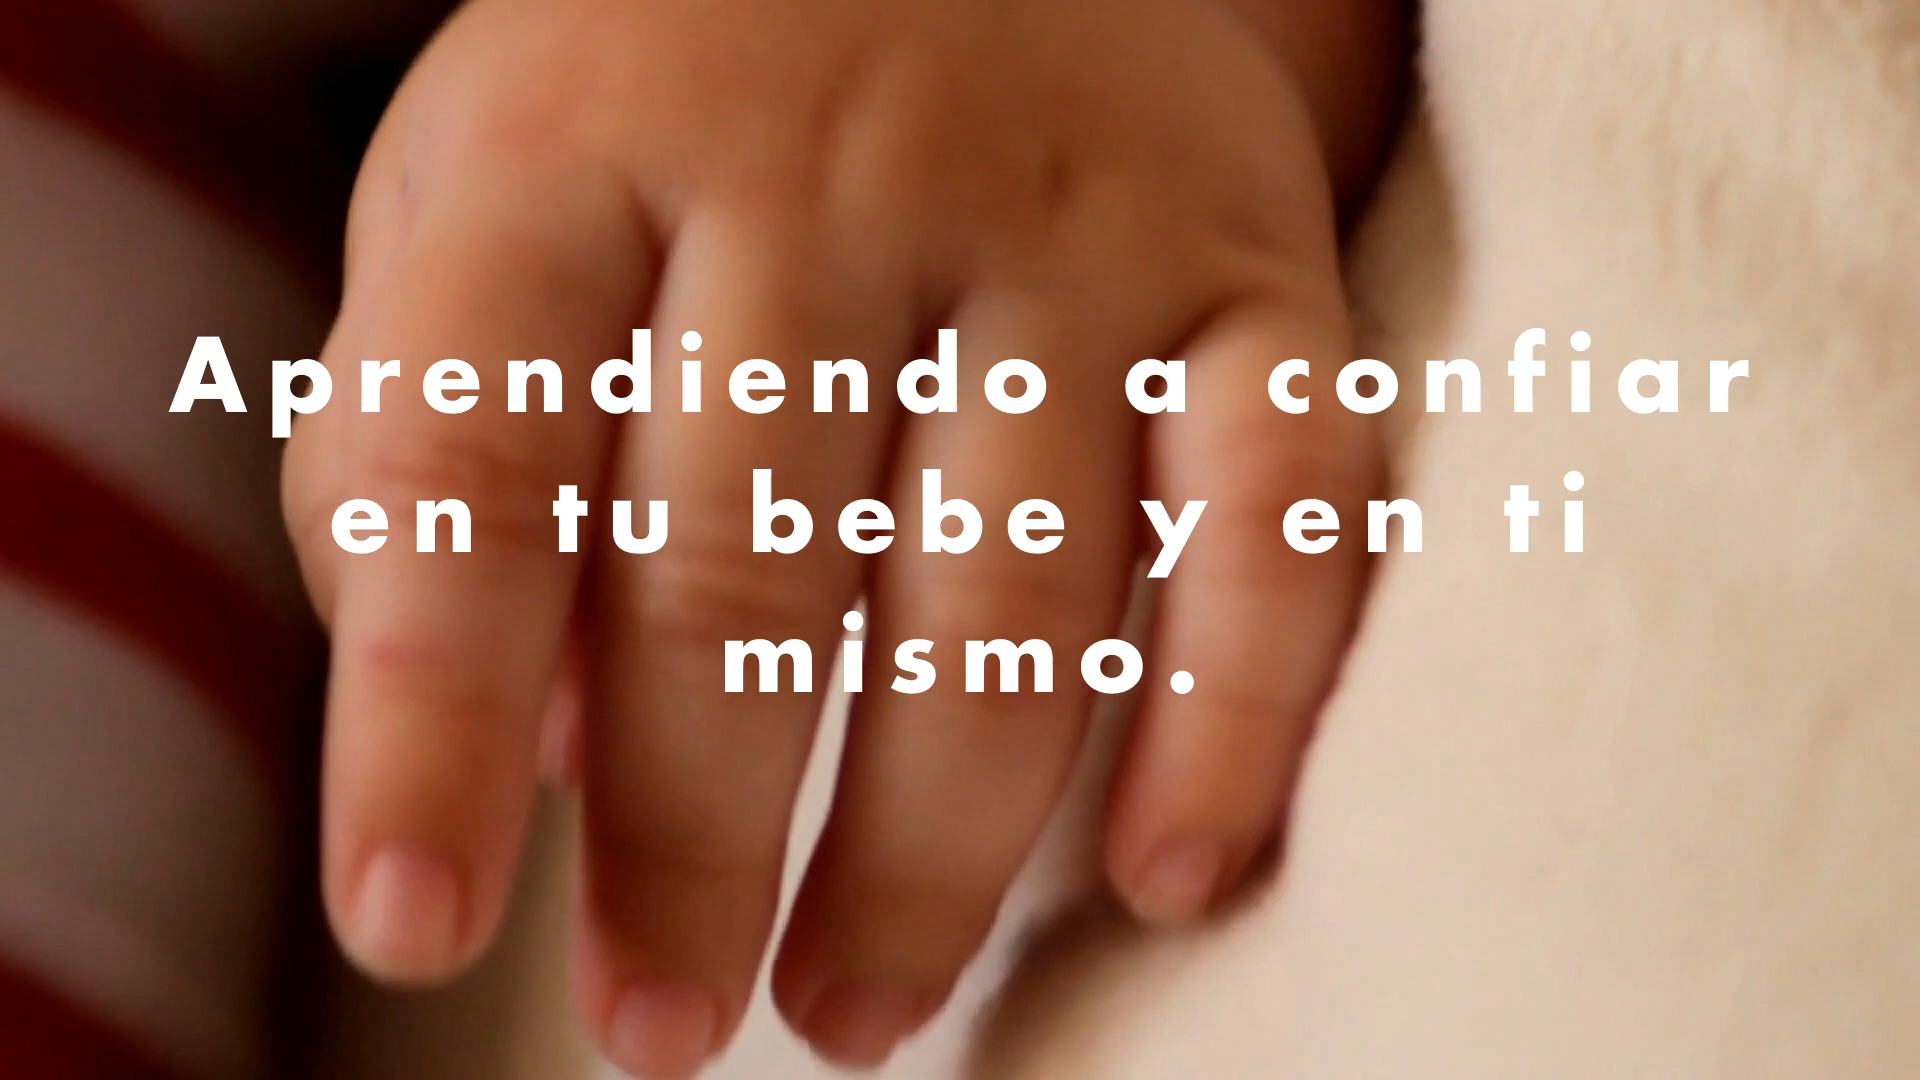 Aprendiendo a confiar
en tu bebe y en ti
mismo.